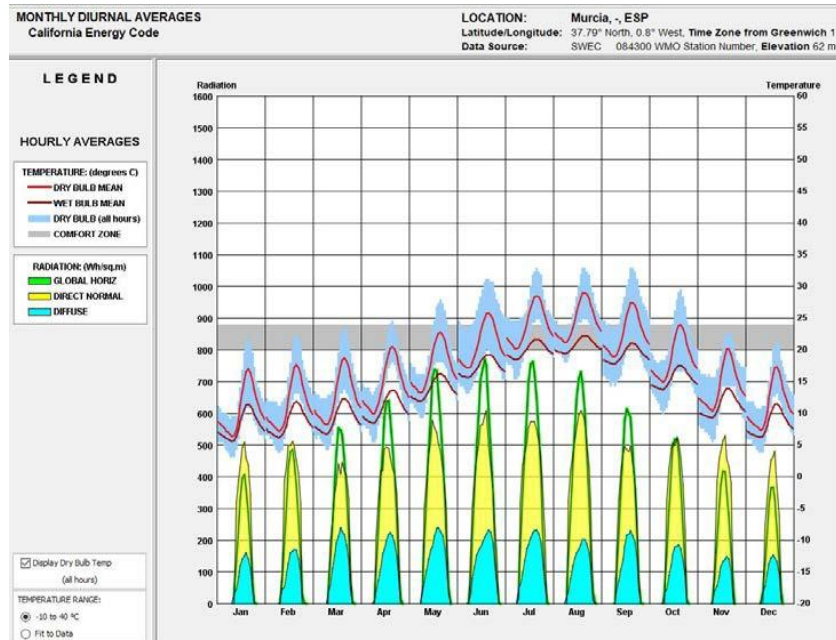 MONTHLY DIURNAL AVERAGES
California Energy Code
LOCATION: Murcia, -, ESP
Latitude/Longitude: 37.79° North, 0.8° West, Time Zone from Greenwich 1
Data Source: SWEC 084300 WMO Station Number, Elevation 62 m
LEGEND
HOURLY AVERAGES
TEMPERATURE: (degrees C)
DRY BULB MEAN
WET BULB MEAN
DRY BULB (all hours)
COMFORT ZONE
RADIATION: (Wh/sq.m)
GLOBAL HORIZ
DIRECT NORMAL
DIFFUSE
Display Dry Bulb Temp
(all hours)
TEMPERATURE RANGE:
-10 to 40 ºC
Fit to Data
Radiation
1600
1500
1400
1300
1200
1100
1000
900
800
700
600
500
400
300
200
100
0
Temperature
60
55
50
45
40
35
30
25
20
15
10
5
0
-5
-10
-15
-20
Jan Feb Mar Apr May Jun Jul Aug Sep Oct Nov Dec